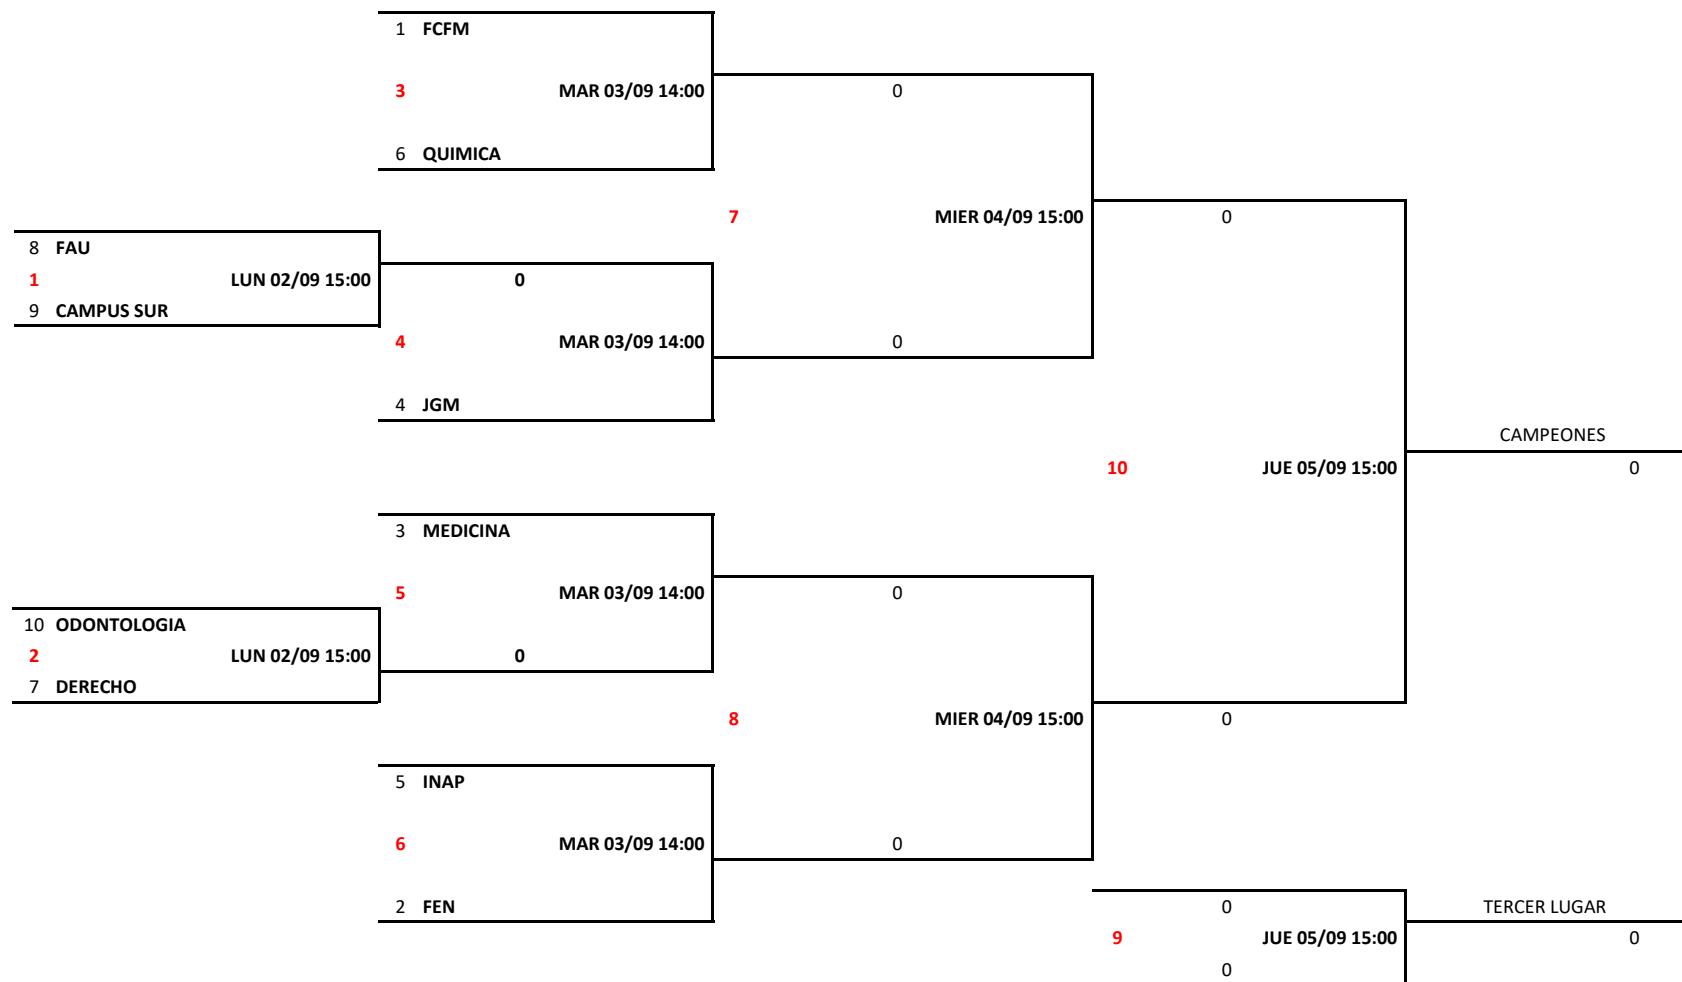 1 FCFM
3 MAR 03/09 14:00 0
6 QUIMICA
7 MIER 04/09 15:00 0
8 FAU
1 LUN 02/09 15:00 0
9 CAMPUS SUR
4 MAR 03/09 14:00 0
4 JGM
CAMPEONES
10 JUE 05/09 15:00 0
3 MEDICINA
5 MAR 03/09 14:00 0
10 ODONTOLOGIA
2 LUN 02/09 15:00 0
7 DERECHO
8 MIER 04/09 15:00 0
5 INAP
6 MAR 03/09 14:00 0
2 FEN 0 TERCER LUGAR
9 JUE 05/09 15:00 0
0